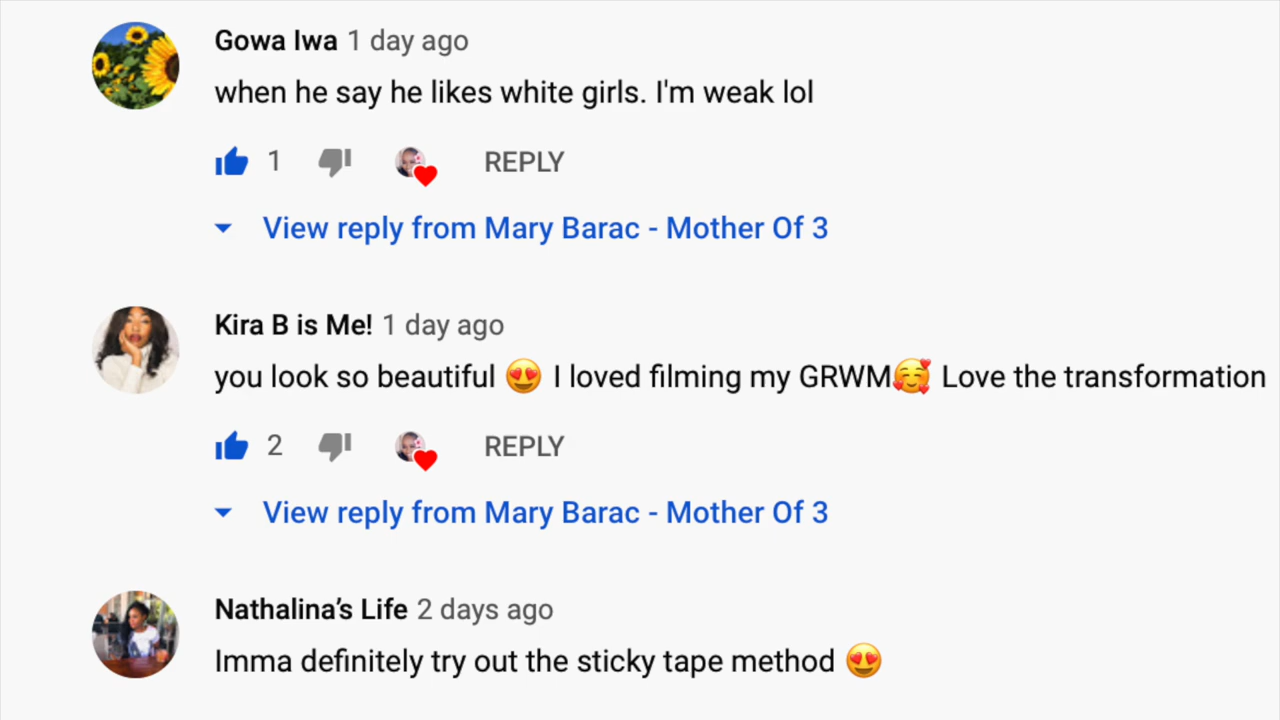 Gowa Iwa 1 day ago
when he say he likes white girls. I'm weak lol
1 REPLY
View reply from Mary Barac - Mother Of 3
Kira B is Me! 1 day ago
you look so beautiful 😍 I loved filming my GRWM🥰 Love the transformation
2 REPLY
View reply from Mary Barac - Mother Of 3
Nathalina’s Life 2 days ago
Imma definitely try out the sticky tape method 😍